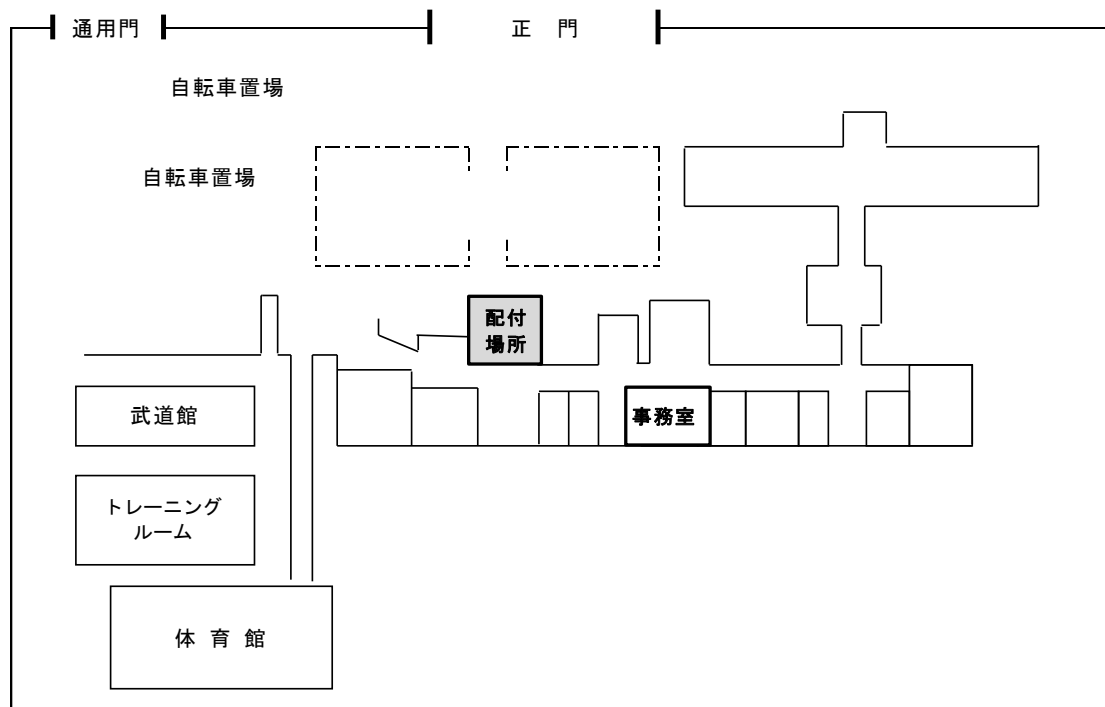 通用門
正　門
自転車置場
自転車置場
配付
場所
武道館
事務室
トレーニング
ルーム
体 育 館